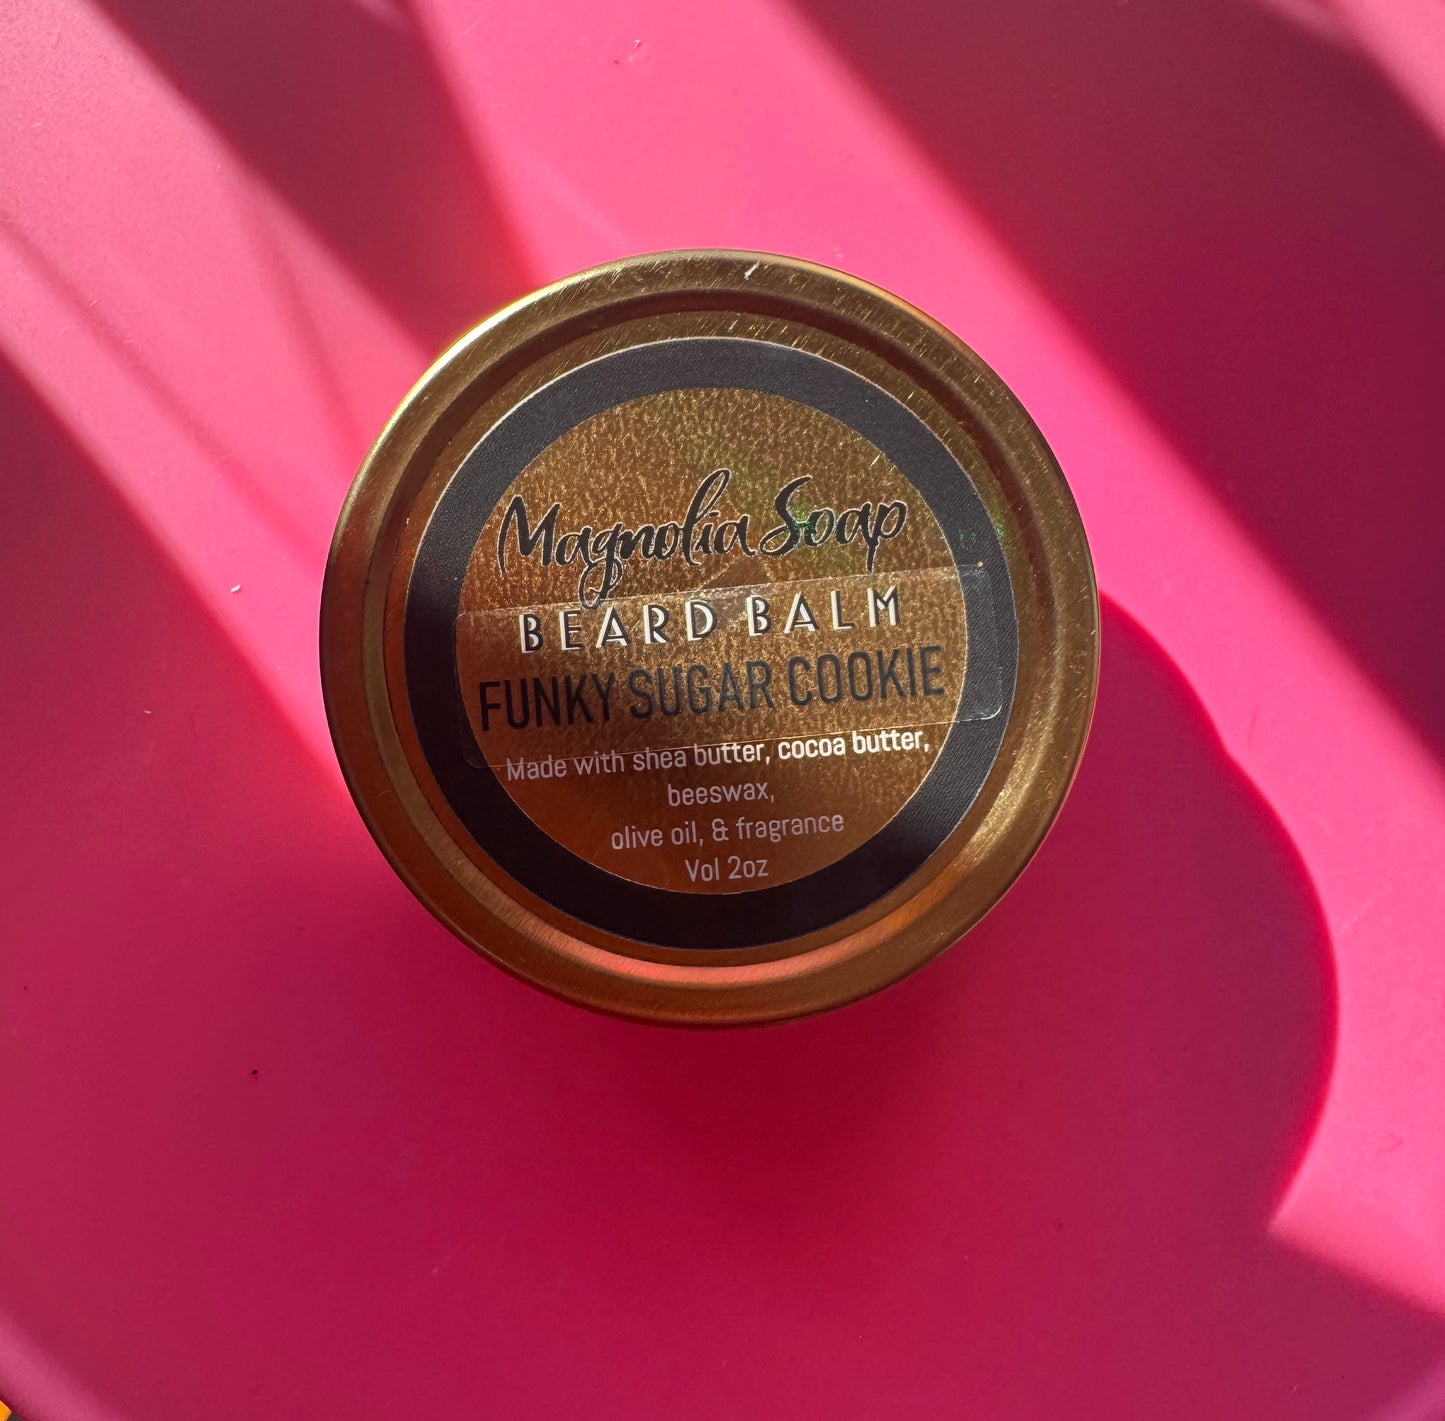 Magnolia Soap
BEARD BALM
FUNKY SUGAR COOKIE
Made with shea butter, cocoa butter,
beeswax,
olive oil, & fragrance
Vol 2oz